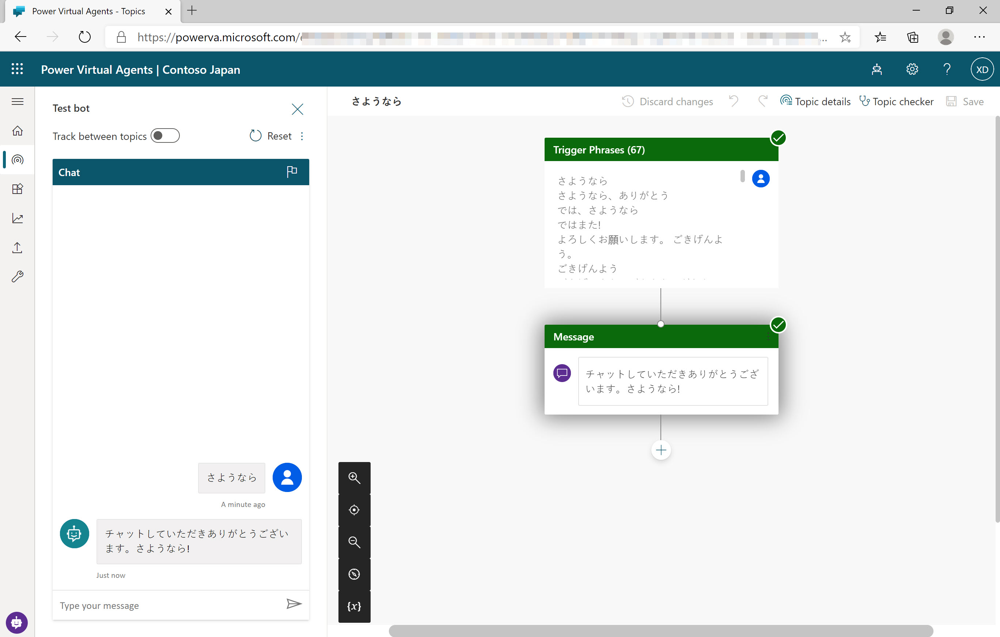 Power Virtual Agents - Topics
https://powerva.microsoft.com/
Power Virtual Agents | Contoso Japan
XD
Test bot
Track between topics
Reset
Chat
さようなら
A minute ago
チャットしていただきありがとうござい
ます。さようなら!
Just now
Type your message
さようなら
Discard changes
Topic details
Topic checker
Save
Trigger Phrases (67)
さようなら
さようなら、ありがとう
では、さようなら
ではまた!
よろしくお願いします。 ごきげんよ
う。
ごきげんよう
Message
チャットしていただきありがとうござ
います。さようなら!
{x}